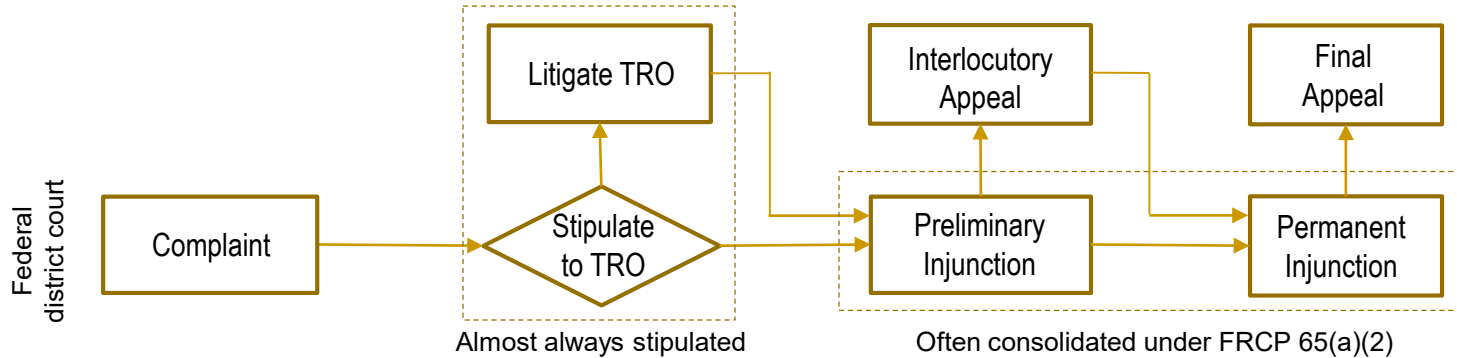 Litigate TRO
Interlocutory
Appeal
Final
Appeal
Federal
district court
Complaint
Stipulate
to TRO
Preliminary
Injunction
Permanent
Injunction
Almost always stipulated
Often consolidated under FRCP 65(a)(2)